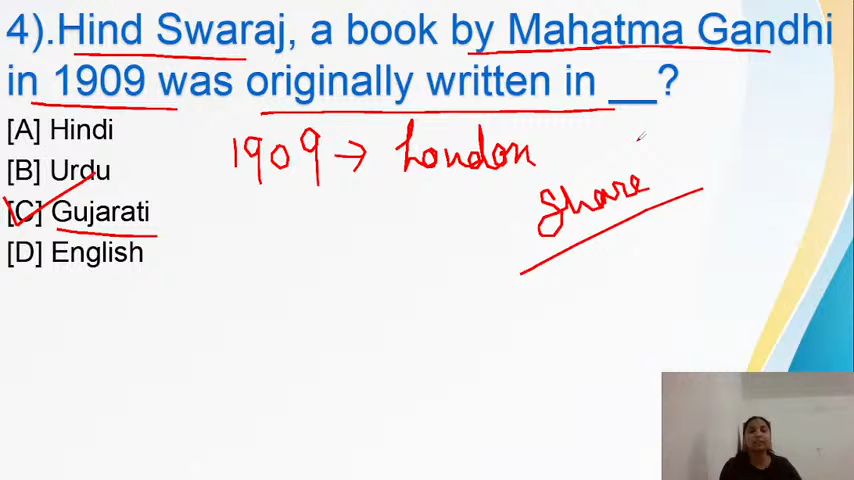 4).Hind Swaraj, a book by Mahatma Gandhi
in 1909 was originally written in __?
[A] Hindi
[B] Urdu
[C] Gujarati
[D] English
1909 → London
Share